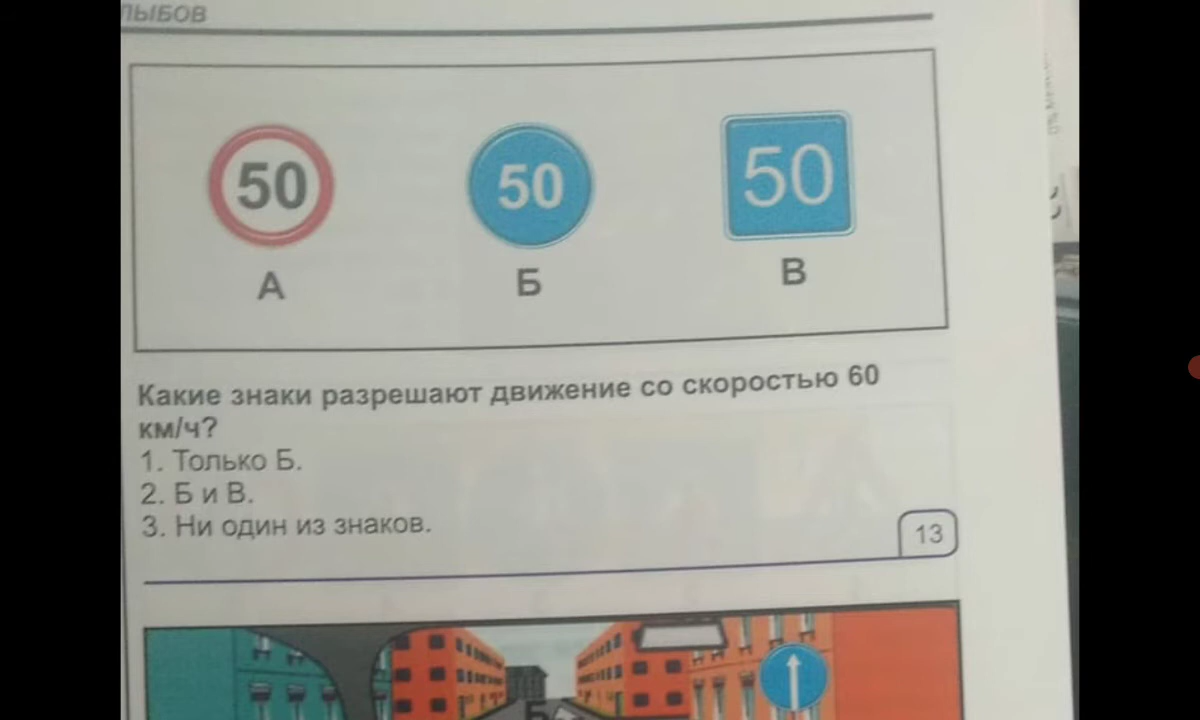 50
50
50
А
Б
В
Какие знаки разрешают движение со скоростью 60
км/ч?
1. Только Б.
2. Б и В.
3. Ни один из знаков.
13
Б